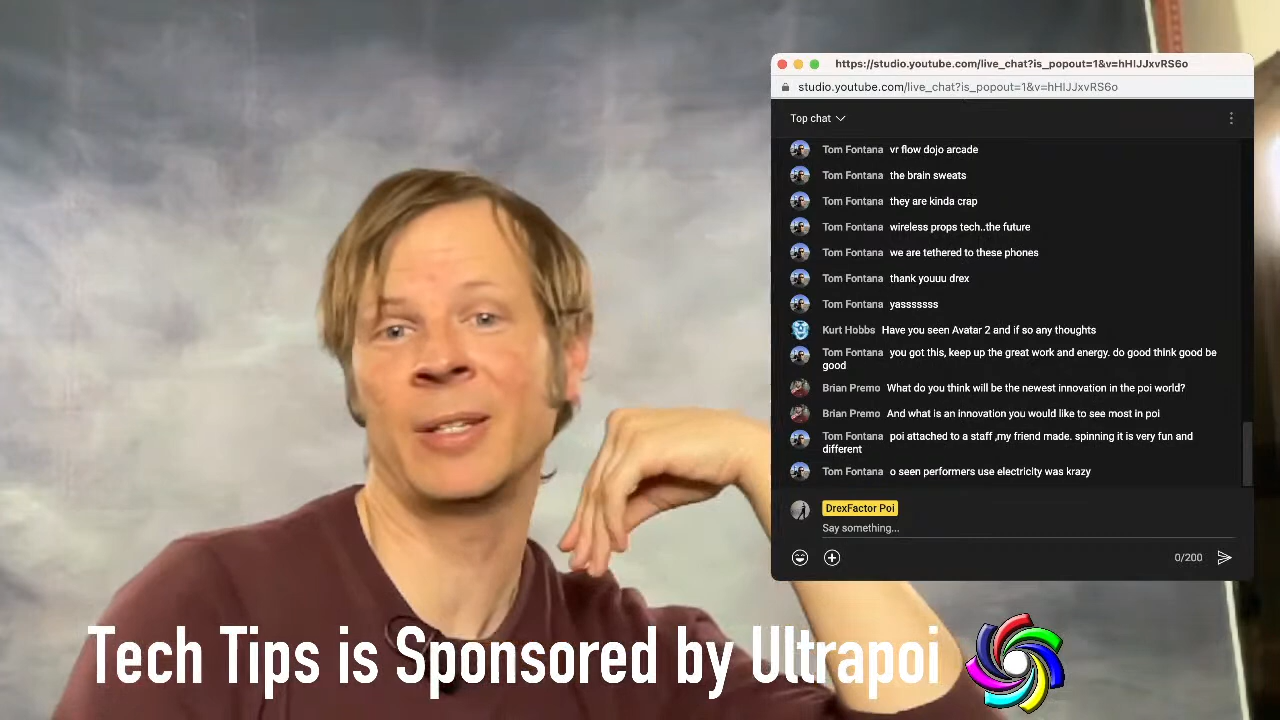 https://studio.youtube.com/live_chat?is_popout=1&v=hHIJJxvRS6o
studio.youtube.com/live_chat?is_popout=1&v=hHIJJxvRS6o
Top chat
Tom Fontana vr flow dojo arcade
Tom Fontana the brain sweats
Tom Fontana they are kinda crap
Tom Fontana wireless props tech..the future
Tom Fontana we are tethered to these phones
Tom Fontana thank youuu drex
Tom Fontana yasssssss
Kurt Hobbs Have you seen Avatar 2 and if so any thoughts
Tom Fontana you got this, keep up the great work and energy. do good think good be
good
Brian Premo What do you think will be the newest innovation in the poi world?
Brian Premo And what is an innovation you would like to see most in poi
Tom Fontana poi attached to a staff ,my friend made. spinning it is very fun and
different
Tom Fontana o seen performers use electricity was krazy
DrexFactor Poi
Say something...
0/200
Tech Tips is Sponsored by Ultrapoi